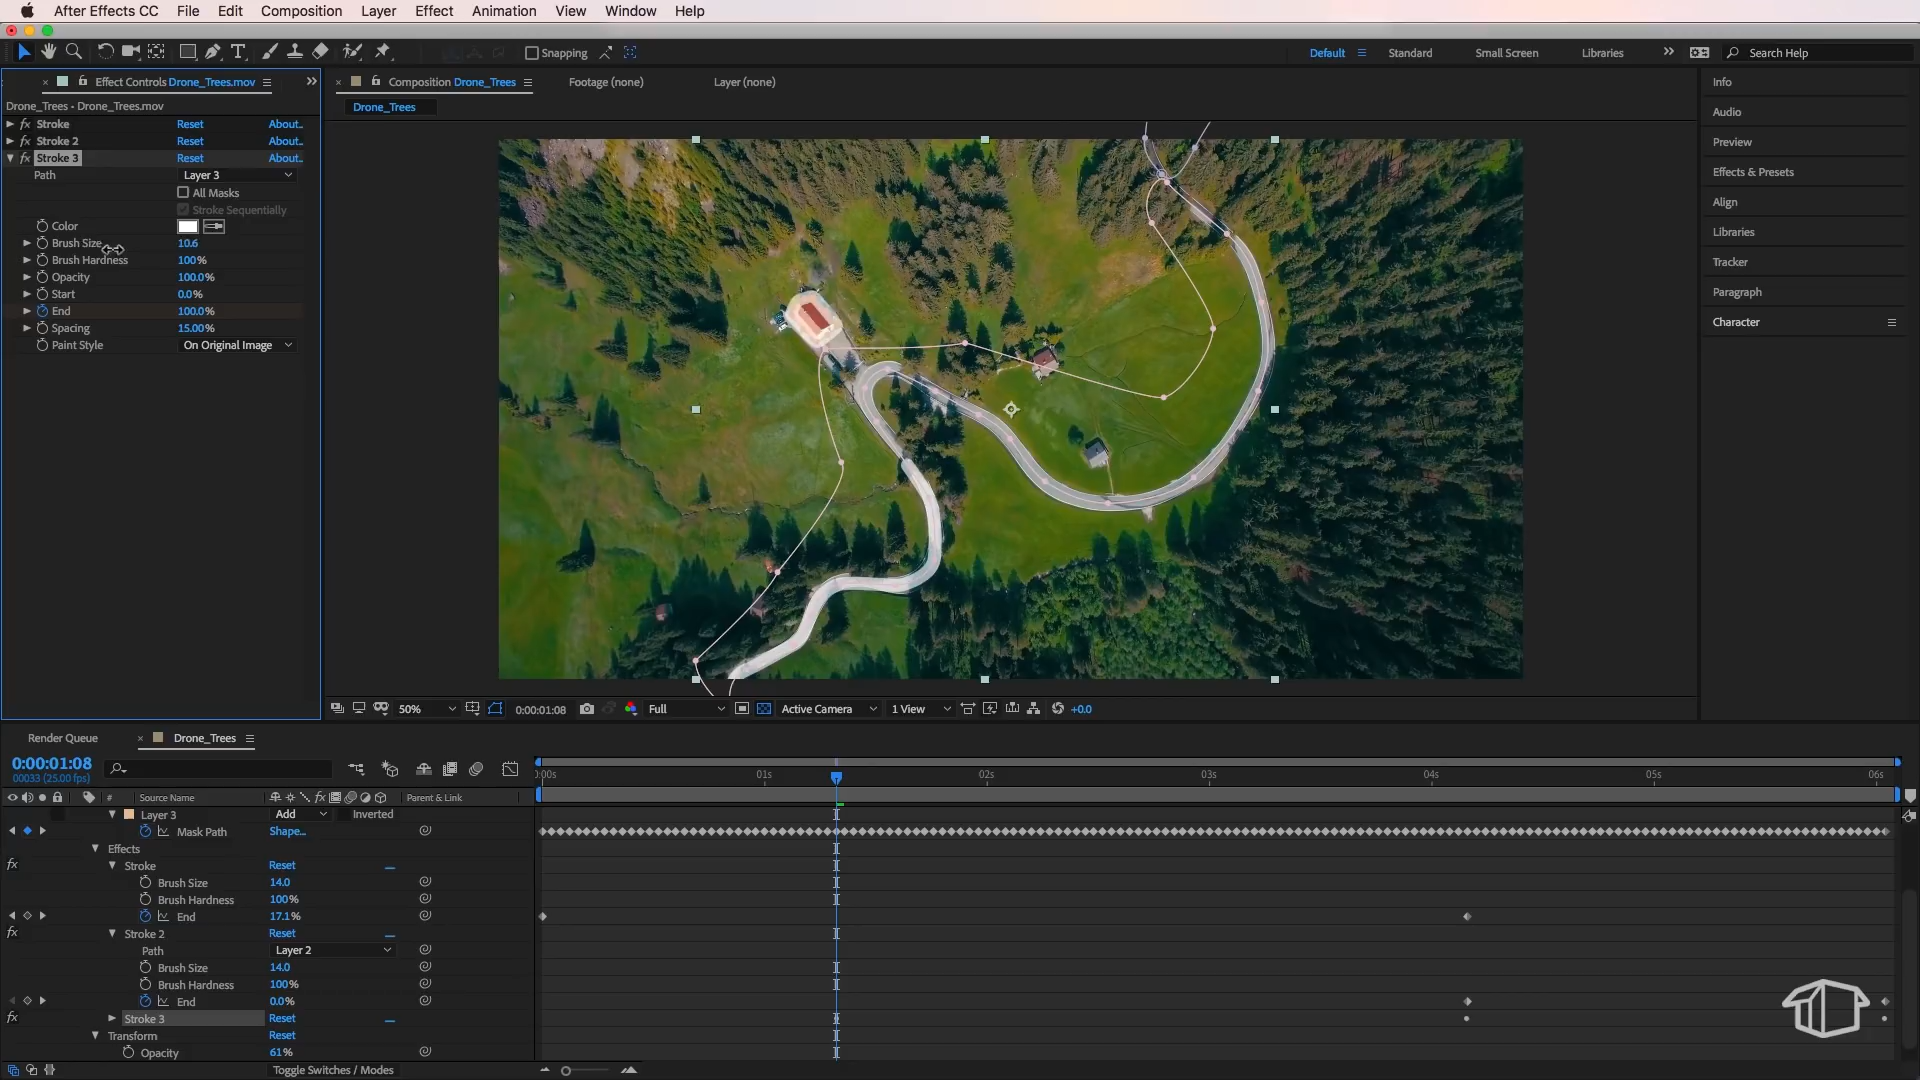 After Effects CC File Edit Composition Layer Effect Animation View Window Help
Snapping Default Standard Small Screen Libraries Search Help
Effect Controls Drone_Trees.mov
Composition Drone_Trees Footage (none) Layer (none)
Drone_Trees - Drone_Trees.mov
Drone_Trees
fx Stroke Reset About..
fx Stroke 2 Reset About..
fx Stroke 3 Reset About..
Path Layer 3
All Masks
Stroke Sequentially
Color
Brush Size 10.6
Brush Hardness 100%
Opacity 100.0%
Start 0.0%
End 100.0%
Spacing 15.00%
Paint Style On Original Image
Info
Audio
Preview
Effects & Presets
Align
Libraries
Tracker
Paragraph
Character
50% 0:00:01:08 Full Active Camera 1 View +0.0
Render Queue Drone_Trees
0:00:01:08
00033 (25.00 fps)
:00s 01s 02s 03s 04s 05s 06s
# Source Name fx Parent & Link
Layer 3 Add Inverted
Mask Path Shape...
Effects
fx Stroke Reset
Brush Size 14.0
Brush Hardness 100%
End 17.1%
fx Stroke 2 Reset
Path Layer 2
Brush Size 14.0
Brush Hardness 100%
End 0.0%
fx Stroke 3 Reset
Transform Reset
Opacity 61%
Toggle Switches / Modes